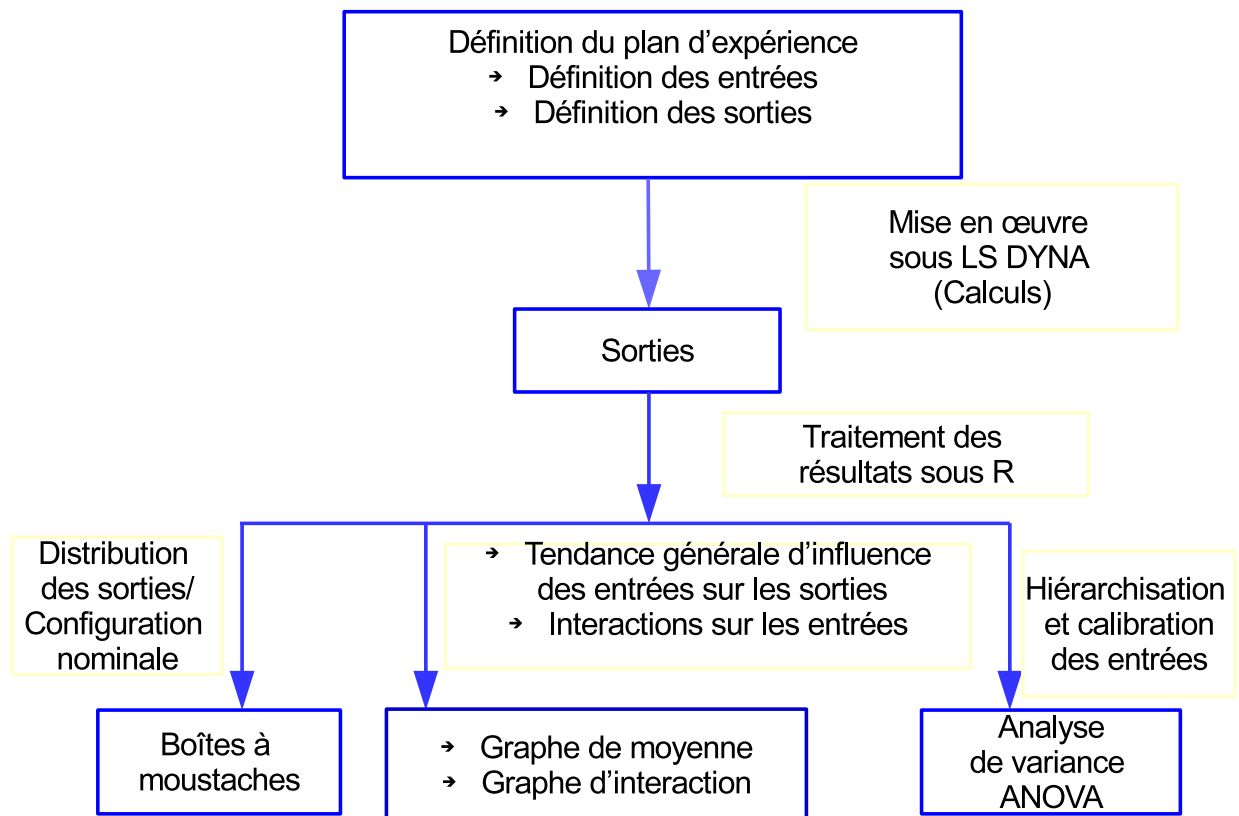 Définition du plan d'expérience
➔ Définition des entrées
➔ Définition des sorties
Mise en œuvre
sous LS DYNA
(Calculs)
Sorties
Traitement des
résultats sous R
Distribution
des sorties/
Configuration
nominale
➔ Tendance générale d'influence
des entrées sur les sorties
➔ Interactions sur les entrées
Hiérarchisation
et calibration
des entrées
Boîtes à
moustaches
➔ Graphe de moyenne
➔ Graphe d'interaction
Analyse
de variance
ANOVA